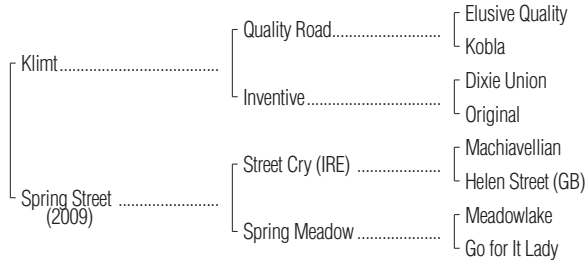 Elusive Quality
Quality Road
Kobla
Klimt
Dixie Union
Inventive
Original
Machiavellian
Street Cry (IRE)
Helen Street (GB)
Spring Street
(2009)
Meadowlake
Spring Meadow
Go for It Lady